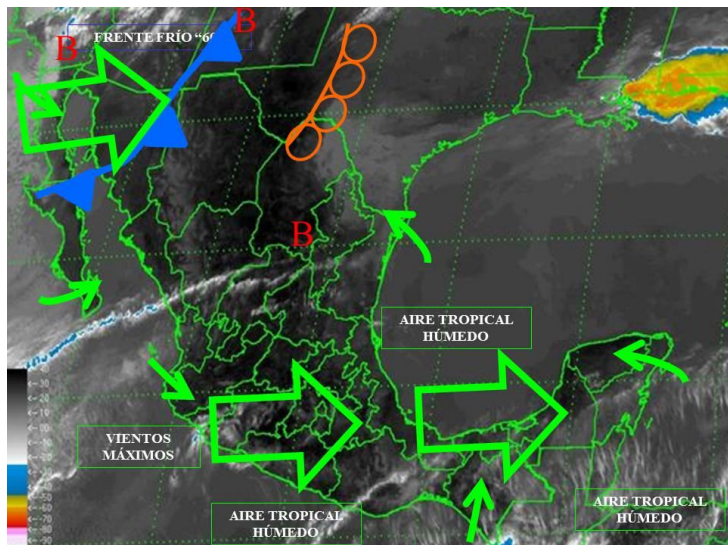 B
FRENTE FRÍO
B
B
AIRE TROPICAL
HÚMEDO
VIENTOS
MÁXIMOS
AIRE TROPICAL
HÚMEDO
AIRE TROPICAL
HÚMEDO